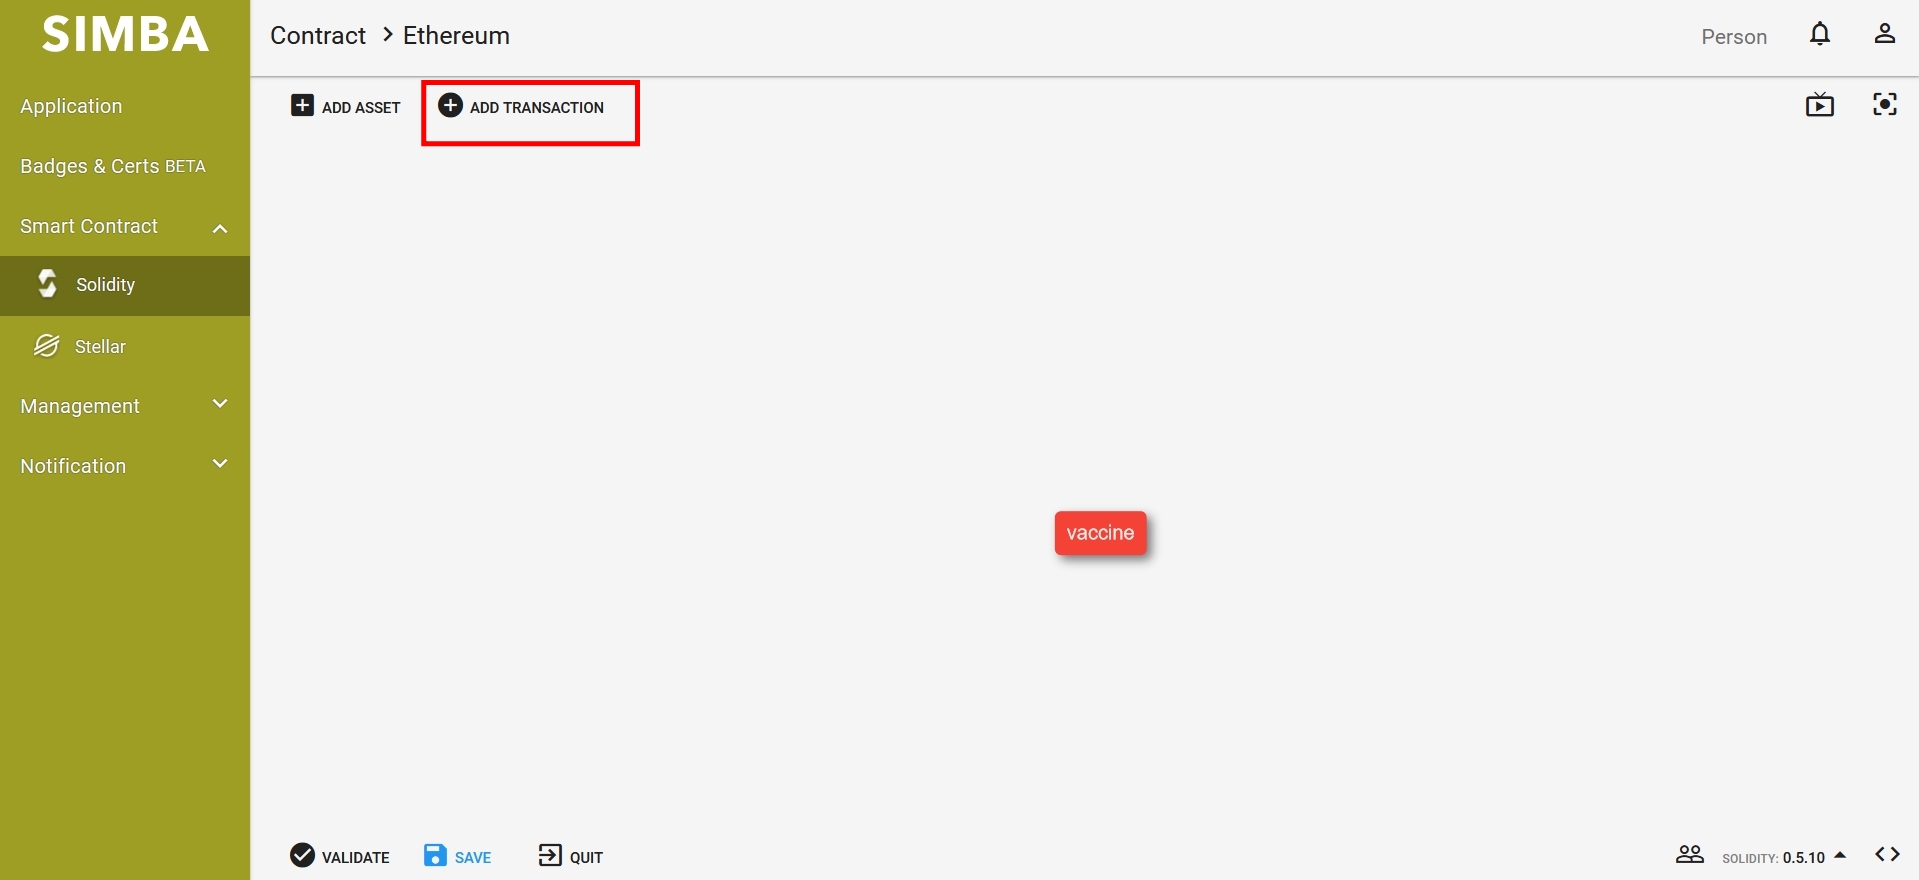 SIMBA
Contract > Ethereum
Person
Application
ADD ASSET
ADD TRANSACTION
Badges & Certs BETA
Smart Contract
Solidity
Stellar
Management
Notification
vaccine
VALIDATE
SAVE
QUIT
SOLIDITY: 0.5.10